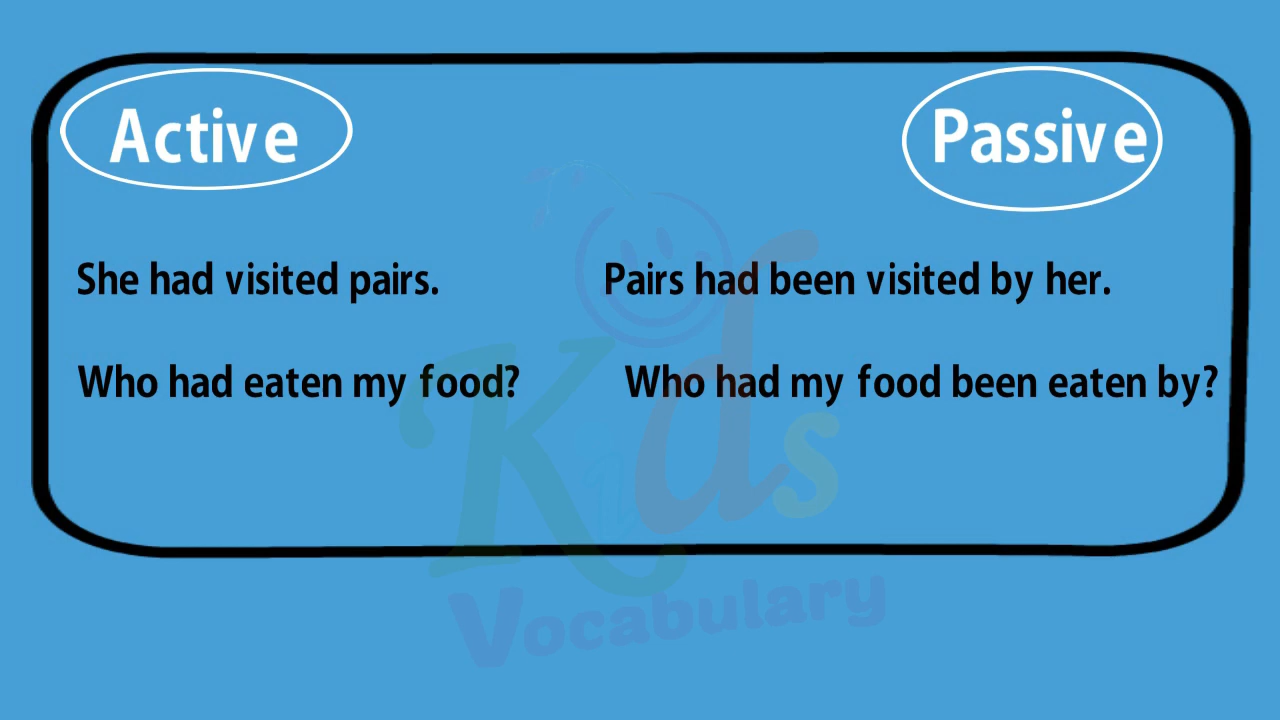 Active
Passive
She had visited pairs.
Pairs had been visited by her.
Who had eaten my food?
Who had my food been eaten by?
Kids
Vocabulary